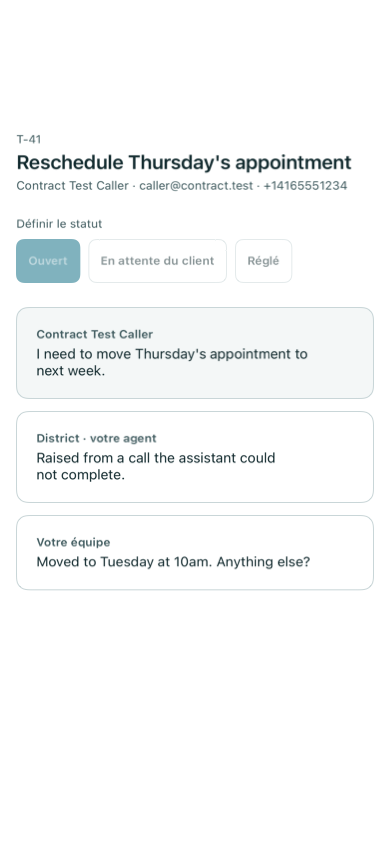 T-41
Reschedule Thursday's appointment
Contract Test Caller · caller@contract.test · +14165551234
Définir le statut
Ouvert
En attente du client
Réglé
Contract Test Caller
I need to move Thursday's appointment to
next week.
District · votre agent
Raised from a call the assistant could
not complete.
Votre équipe
Moved to Tuesday at 10am. Anything else?